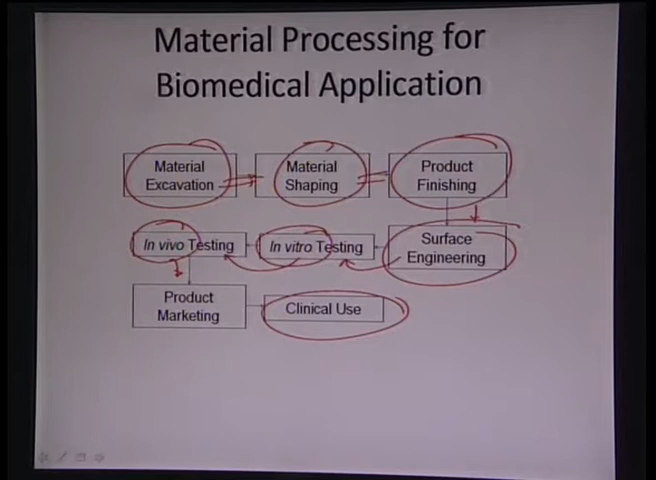 Material Processing for
Biomedical Application
Material
Excavation
Material
Shaping
Product
Finishing
In vivo Testing
In vitro Testing
Surface
Engineering
Product
Marketing
Clinical Use